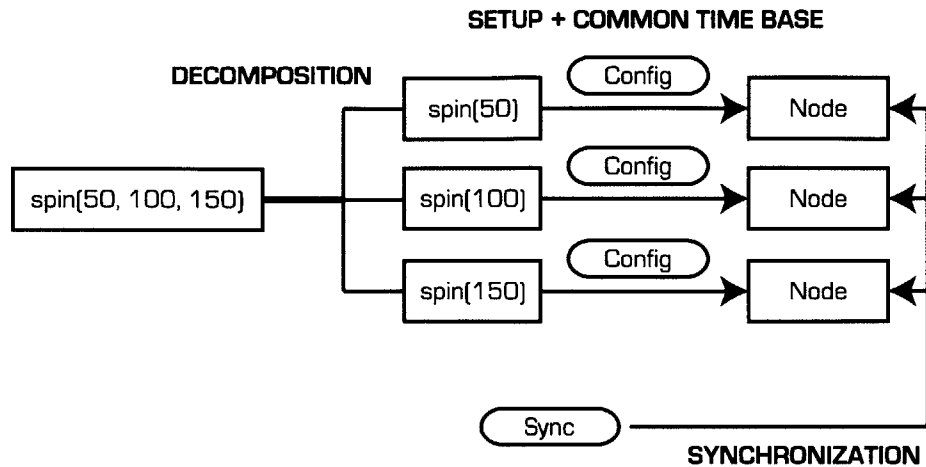 SETUP + COMMON TIME BASE
DECOMPOSITION
Config
spin(50)
Node
Config
spin(50, 100, 150)
spin(100)
Node
Config
spin(150)
Node
Sync
SYNCHRONIZATION